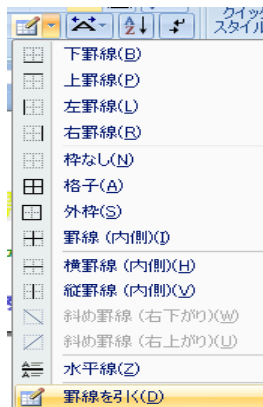 クイック
スタイル
下罫線(B)
上罫線(P)
左罫線(L)
右罫線(R)
枠なし(N)
格子(A)
外枠(S)
罫線 (内側)(I)
横罫線 (内側)(H)
縦罫線 (内側)(V)
斜め罫線 (右下がり)(W)
斜め罫線 (右上がり)(U)
水平線(Z)
罫線を引く(D)